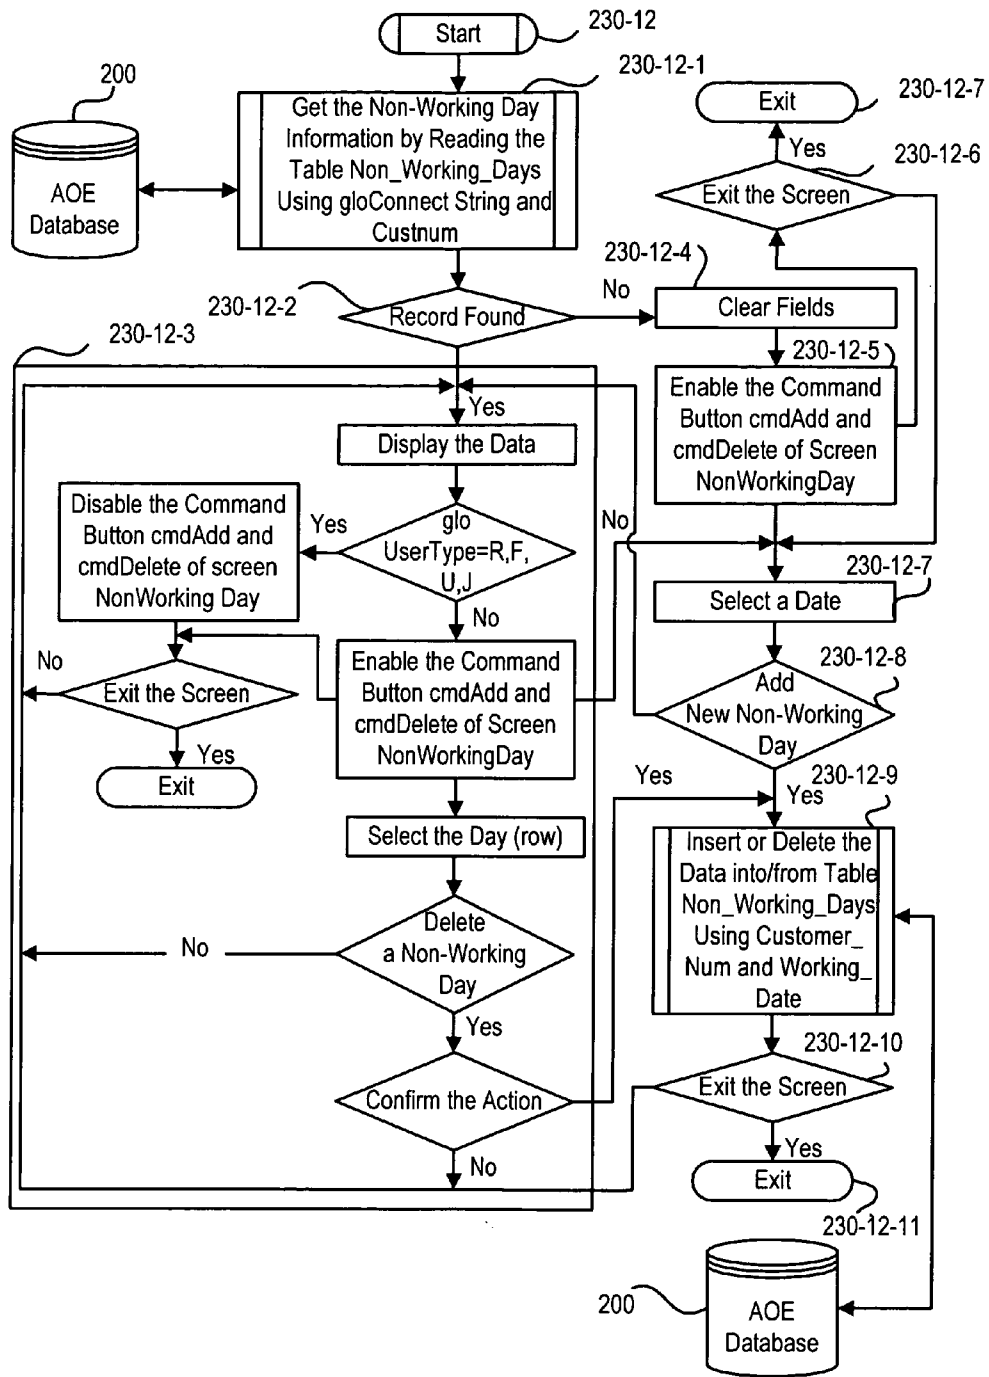 Start
230-12
230-12-1
200
Get the Non-Working Day
Information by Reading the
Table Non_Working_Days
Using gloConnect String and
Custnum
AOE
Database
Exit
230-12-7
Yes
230-12-6
Exit the Screen
230-12-4
230-12-2
Record Found
No
Clear Fields
230-12-3
230-12-5
Enable the Command
Button cmdAdd and
cmdDelete of Screen
NonWorkingDay
Yes
Display the Data
Disable the Command
Button cmdAdd and
cmdDelete of screen
NonWorking Day
Yes
glo
UserType=R,F,
U,J
No
No
230-12-7
Select a Date
No
Exit the Screen
Yes
Exit
Enable the Command
Button cmdAdd and
cmdDelete of Screen
NonWorkingDay
230-12-8
Add
New Non-Working
Day
Yes
Yes
230-12-9
Select the Day (row)
Insert or Delete the
Data into/from Table
Non_Working_Days
Using Customer_
Num and Working_
Date
Delete
a Non-Working
Day
No
Yes
Confirm the Action
No
230-12-10
Exit the Screen
Yes
Exit
230-12-11
200
AOE
Database